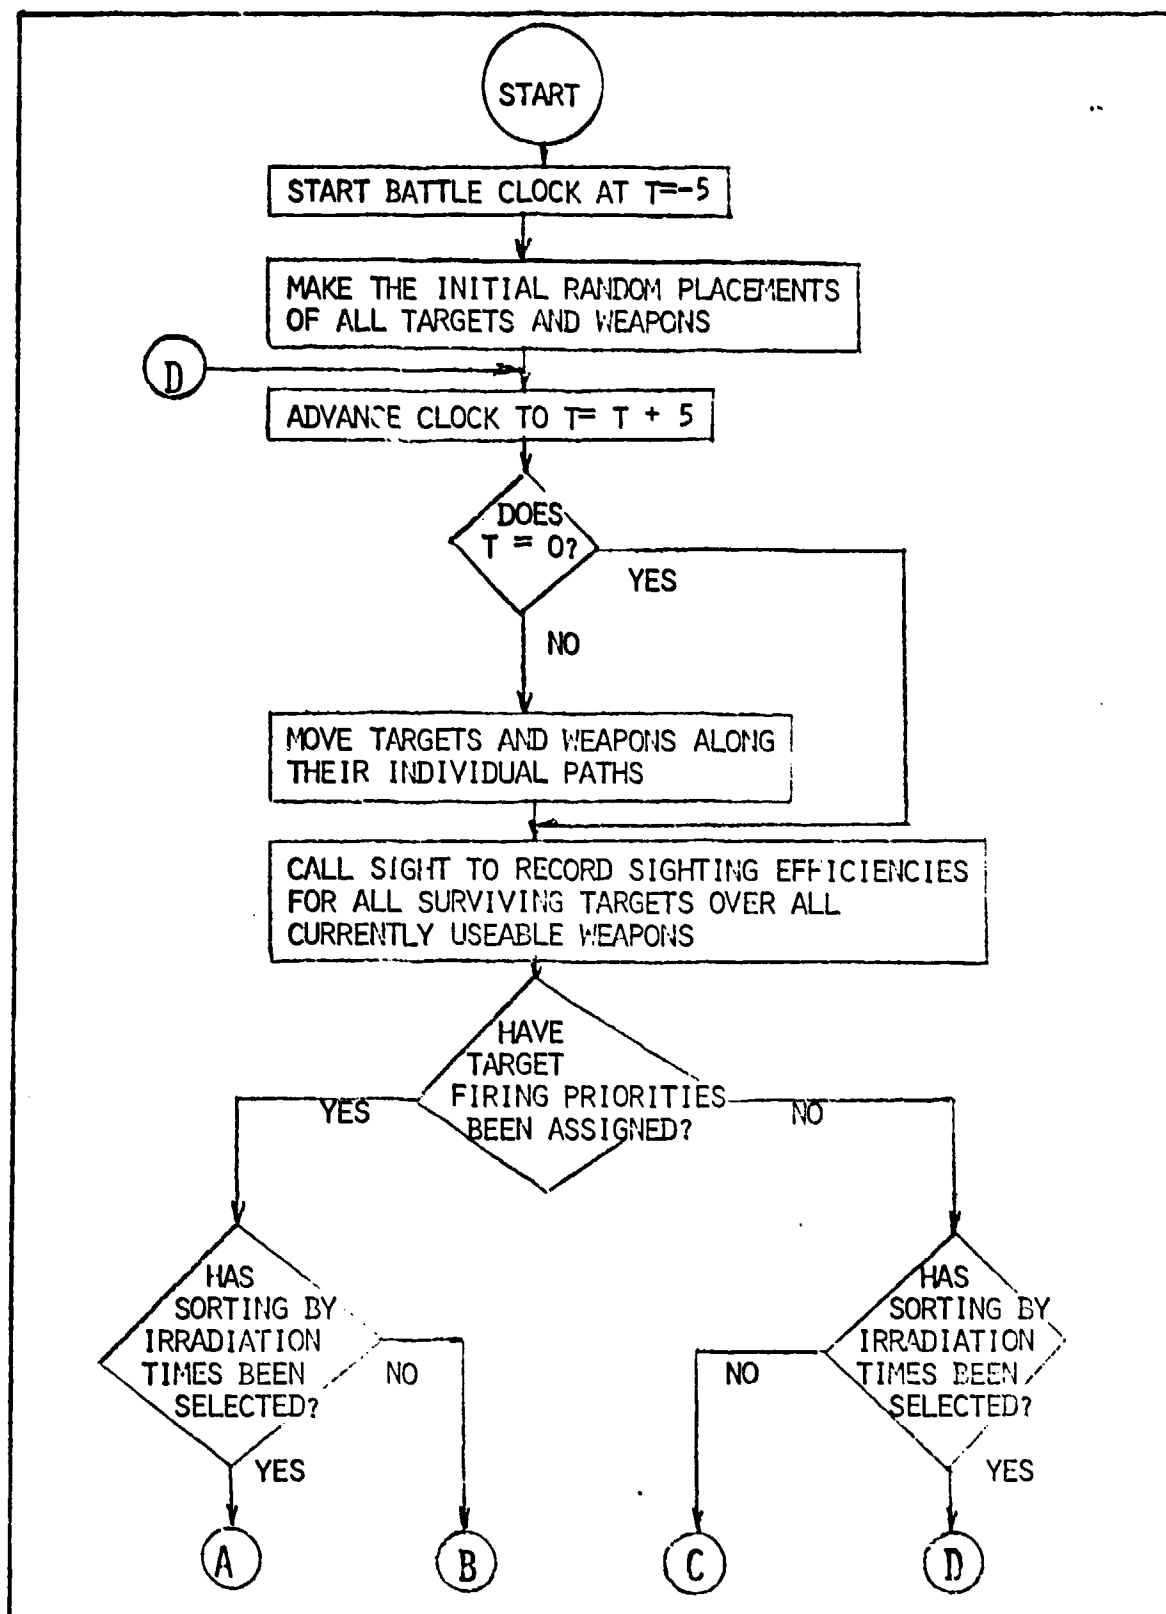 START
START BATTLE CLOCK AT T=-5
MAKE THE INITIAL RANDOM PLACEMENTS
OF ALL TARGETS AND WEAPONS
D
ADVANCE CLOCK TO T= T + 5
DOES
T = 0?
YES
NO
MOVE TARGETS AND WEAPONS ALONG
THEIR INDIVIDUAL PATHS
CALL SIGHT TO RECORD SIGHTING EFFICIENCIES
FOR ALL SURVIVING TARGETS OVER ALL
CURRENTLY USEABLE WEAPONS
HAVE
TARGET
FIRING PRIORITIES
BEEN ASSIGNED?
YES
NO
HAS
SORTING BY
IRRADIATION
TIMES BEEN
SELECTED?
NO
YES
HAS
SORTING BY
IRRADIATION
TIMES BEEN
SELECTED?
NO
YES
A
B
C
D